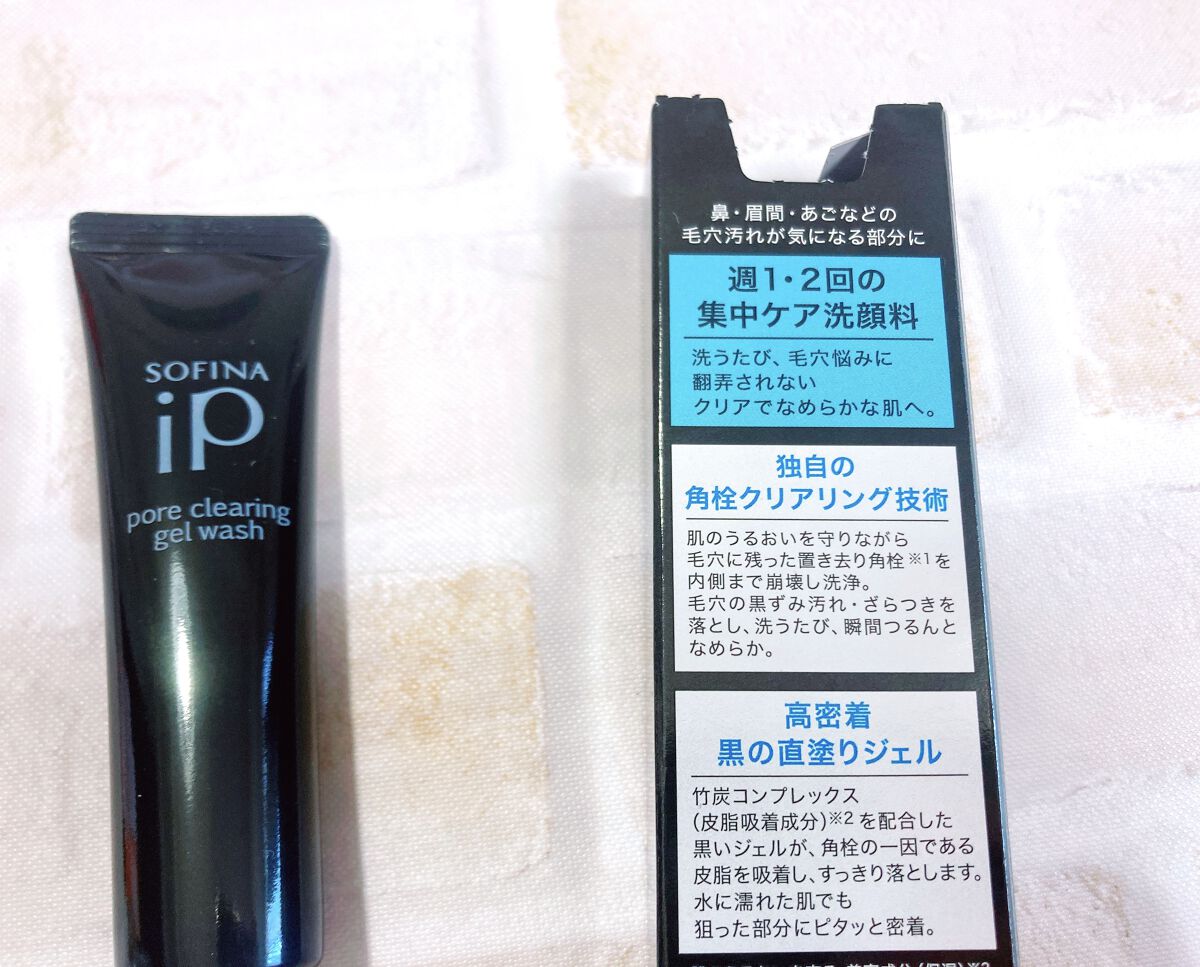 SOFINA
iP
pore clearing
gel wash
鼻・眉間・あごなどの
毛穴汚れが気になる部分に
週1・2回の
集中ケア洗顔料
洗うたび、毛穴悩みに
翻弄されない
クリアでなめらかな肌へ。
独自の
角栓クリアリング技術
肌のうるおいを守りながら
毛穴に残った置き去り角栓※1を
内側まで崩壊し洗浄。
毛穴の黒ずみ汚れ・ざらつきを
落とし、洗うたび、瞬間つるんと
なめらか。
高密着
黒の直塗りジェル
竹炭コンプレックス
(皮脂吸着成分)※2を配合した
黒いジェルが、角栓の一因である
皮脂を吸着し、すっきり落とします。
水に濡れた肌でも
狙った部分にピタッと密着。